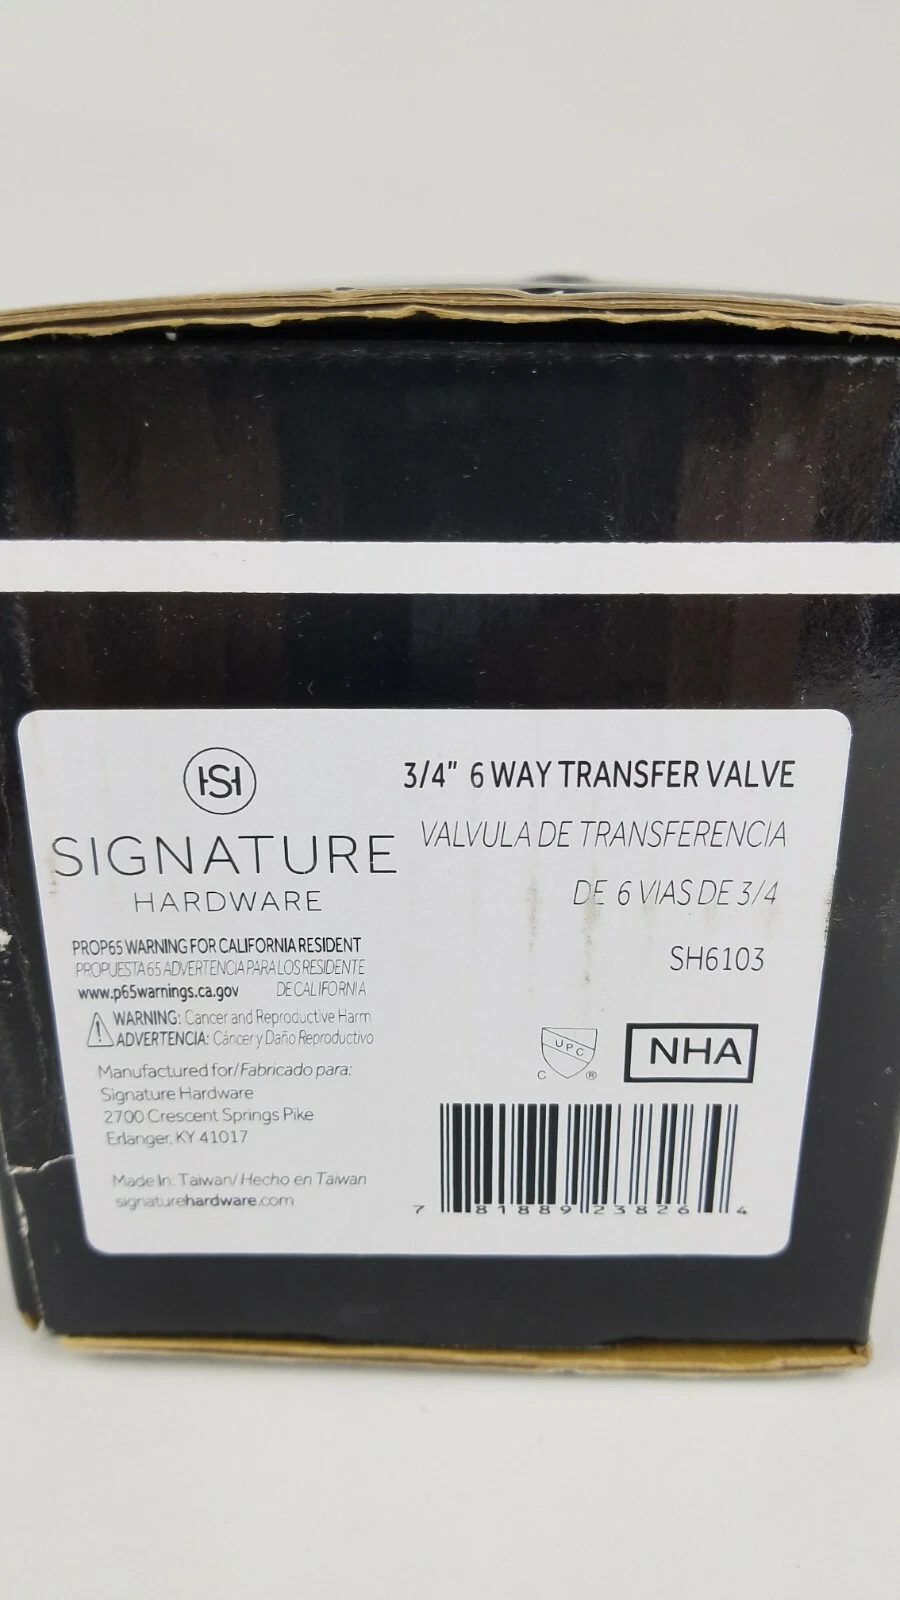 HSH
SIGNATURE
HARDWARE
PROP65 WARNING FOR CALIFORNIA RESIDENT
PROPUESTA 65 ADVERTENCIA PARA LOS RESIDENTE
www.p65warnings.ca.gov DE CALIFORNIA
WARNING: Cancer and Reproductive Harm
ADVERTENCIA: Cáncer y Daño Reproductivo
Manufactured for/Fabricado para:
Signature Hardware
2700 Crescent Springs Pike
Erlanger, KY 41017
Made In: Taiwan/ Hecho en Taiwan
signaturehardware.com
3/4" 6 WAY TRANSFER VALVE
VALVULA DE TRANSFERENCIA
DE 6 VIAS DE 3/4
SH6103
UPC
C ®
NHA
7 81889 23826 4